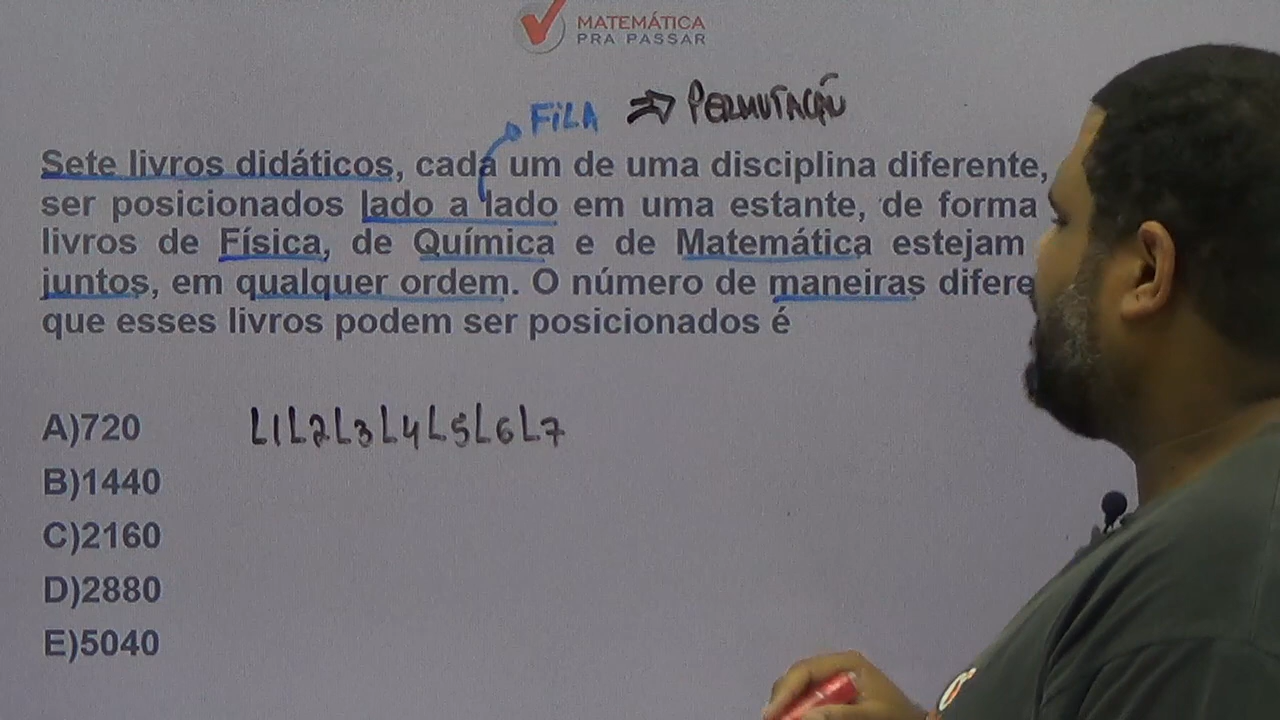 MATEMÁTICA
PRA PASSAR
FILA ⇒ PERMUTAÇÃO
Sete livros didáticos, cada um de uma disciplina diferente,
ser posicionados lado a lado em uma estante, de forma
livros de Física, de Química e de Matemática estejam
juntos, em qualquer ordem. O número de maneiras difere
que esses livros podem ser posicionados é
A)720 L1L2L3L4L5L6L7
B)1440
C)2160
D)2880
E)5040